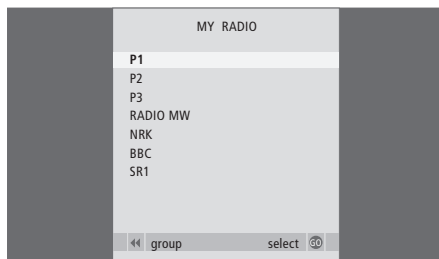 MY RADIO
P1
P2
P3
RADIO MW
NRK
BBC
SR1
group select GO